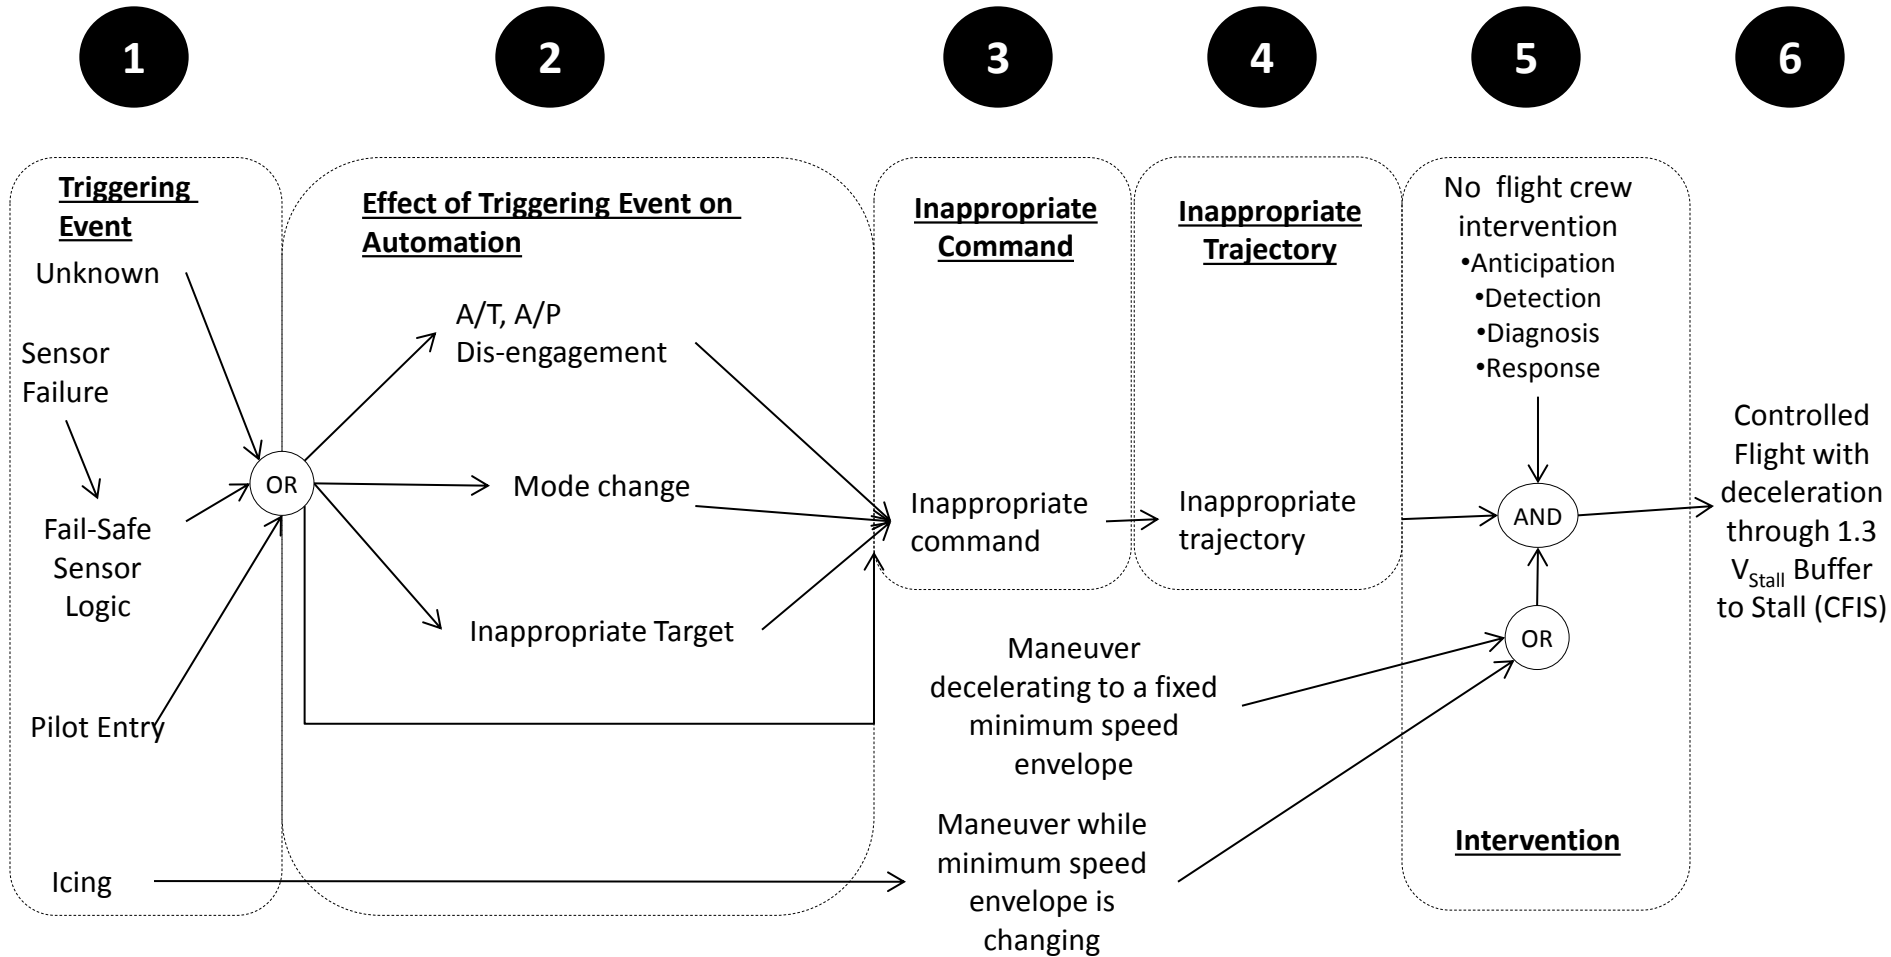 1
2
3
4
5
6
Triggering
Event
Unknown
Sensor
Failure
Fail-Safe
Sensor
Logic
Pilot Entry
Icing
OR
Effect of Triggering Event on
Automation
A/T, A/P
Dis-engagement
Mode change
Inappropriate Target
Inappropriate
Command
Inappropriate
command
Inappropriate
Trajectory
Inappropriate
trajectory
Maneuver
decelerating to a fixed
minimum speed
envelope
Maneuver while
minimum speed
envelope is
changing
No flight crew
intervention
•Anticipation
•Detection
•Diagnosis
•Response
AND
OR
Intervention
Controlled
Flight with
deceleration
through 1.3
VStall Buffer
to Stall (CFIS)